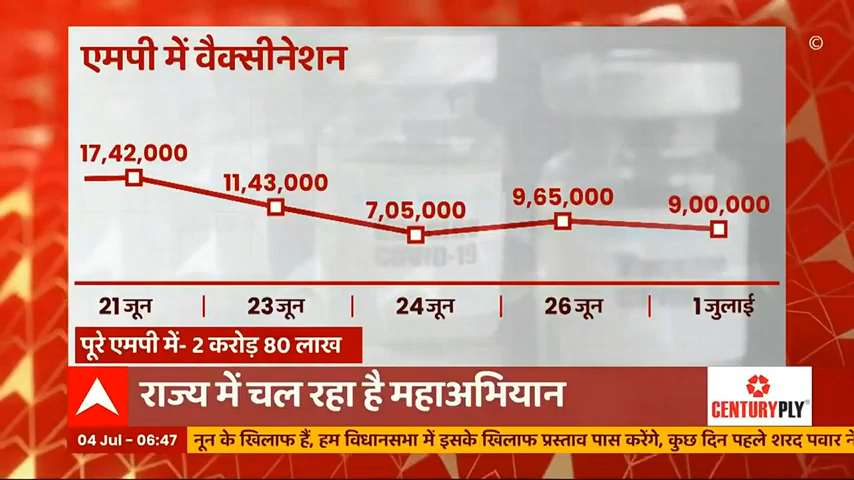 ©
एमपी में वैक्सीनेशन
17,42,000
11,43,000
7,05,000
9,65,000
9,00,000
COVID-19
21 जून | 23 जून | 24 जून | 26 जून | 1 जुलाई
पूरे एमपी में- 2 करोड़ 80 लाख
राज्य में चल रहा है महाअभियान
CENTURYPLY®
04 Jul - 06:47
नून के खिलाफ हैं, हम विधानसभा में इसके खिलाफ प्रस्ताव पास करेंगे, कुछ दिन पहले शरद पवार ने